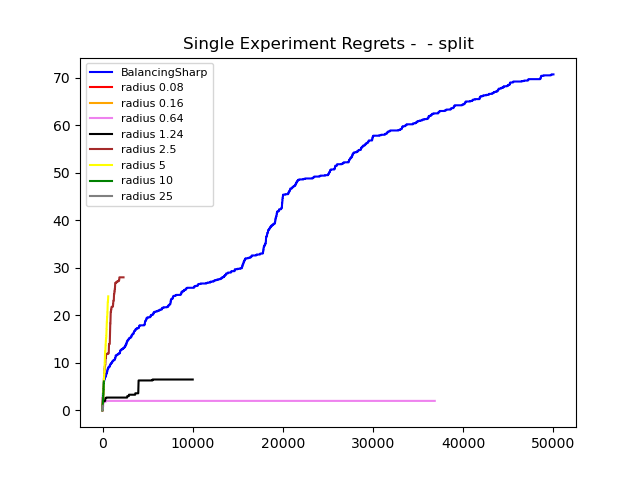 Single Experiment Regrets -  - split
BalancingSharp
radius 0.08
radius 0.16
radius 0.64
radius 1.24
radius 2.5
radius 5
radius 10
radius 25
70
60
50
40
30
20
10
0
0 10000 20000 30000 40000 50000